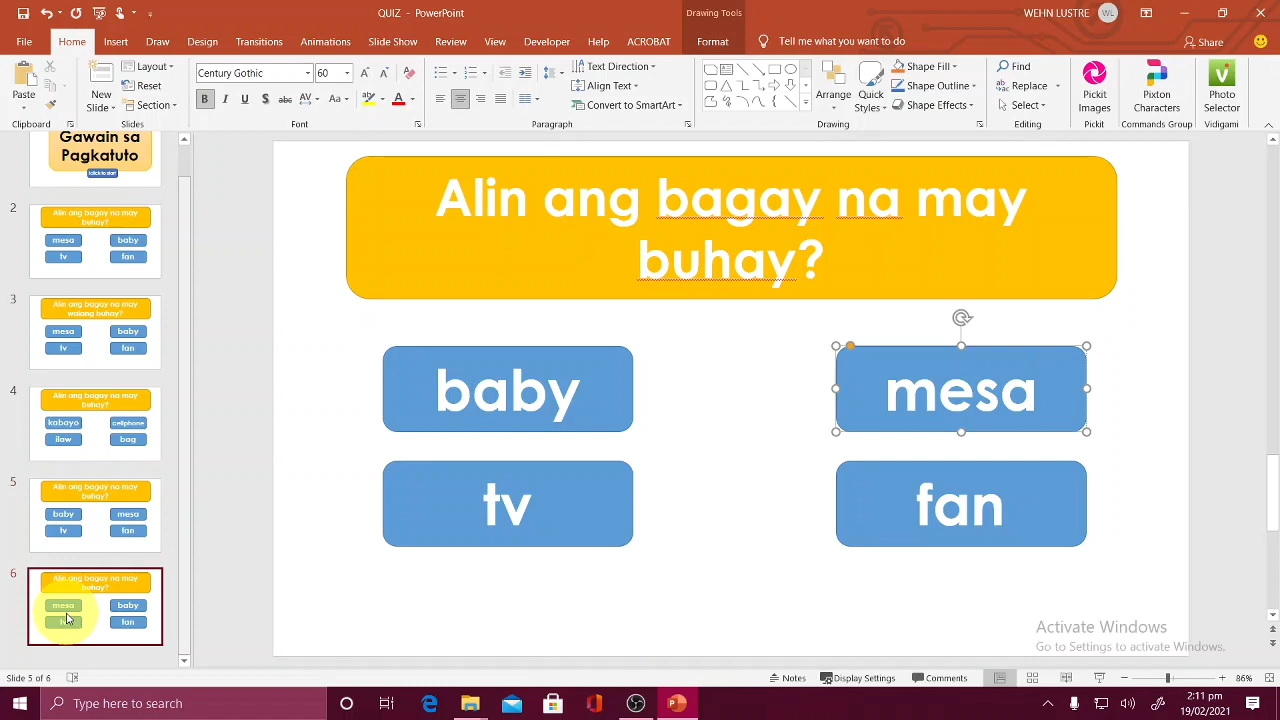 QUIZ - PowerPoint
Drawing Tools
WEHN LUSTRE
WL
File
Home
Insert
Draw
Design
Transitions
Animations
Slide Show
Review
View
Developer
Help
ACROBAT
Format
Tell me what you want to do
Share
Paste
Clipboard
New
Slide
Layout
Reset
Section
Slides
Century Gothic
60
Font
Text Direction
Align Text
Convert to SmartArt
Paragraph
Arrange
Quick
Styles
Shape Fill
Shape Outline
Shape Effects
Drawing
Find
Replace
Select
Editing
Pickit
Images
Pickit
Pixton
Characters
Commands Group
Photo
Selector
Vidigami
Gawain sa
Pagkatuto
2
Alin ang bagay na may
buhay?
mesa
baby
tv
fan
3
Alin ang bagay na may
walang buhay?
mesa
baby
tv
fan
4
Alin ang bagay na may
buhay?
kabayo
cellphone
ilaw
bag
5
Alin ang bagay na may
buhay?
baby
mesa
tv
fan
6
Alin ang bagay na may
buhay?
mesa
baby
fan
Alin ang bagay na may
buhay?
baby
mesa
tv
fan
Activate Windows
Go to Settings to activate Windows.
Slide 5 of 6
Notes
Display Settings
Comments
86%
Type here to search
2:11 pm
19/02/2021